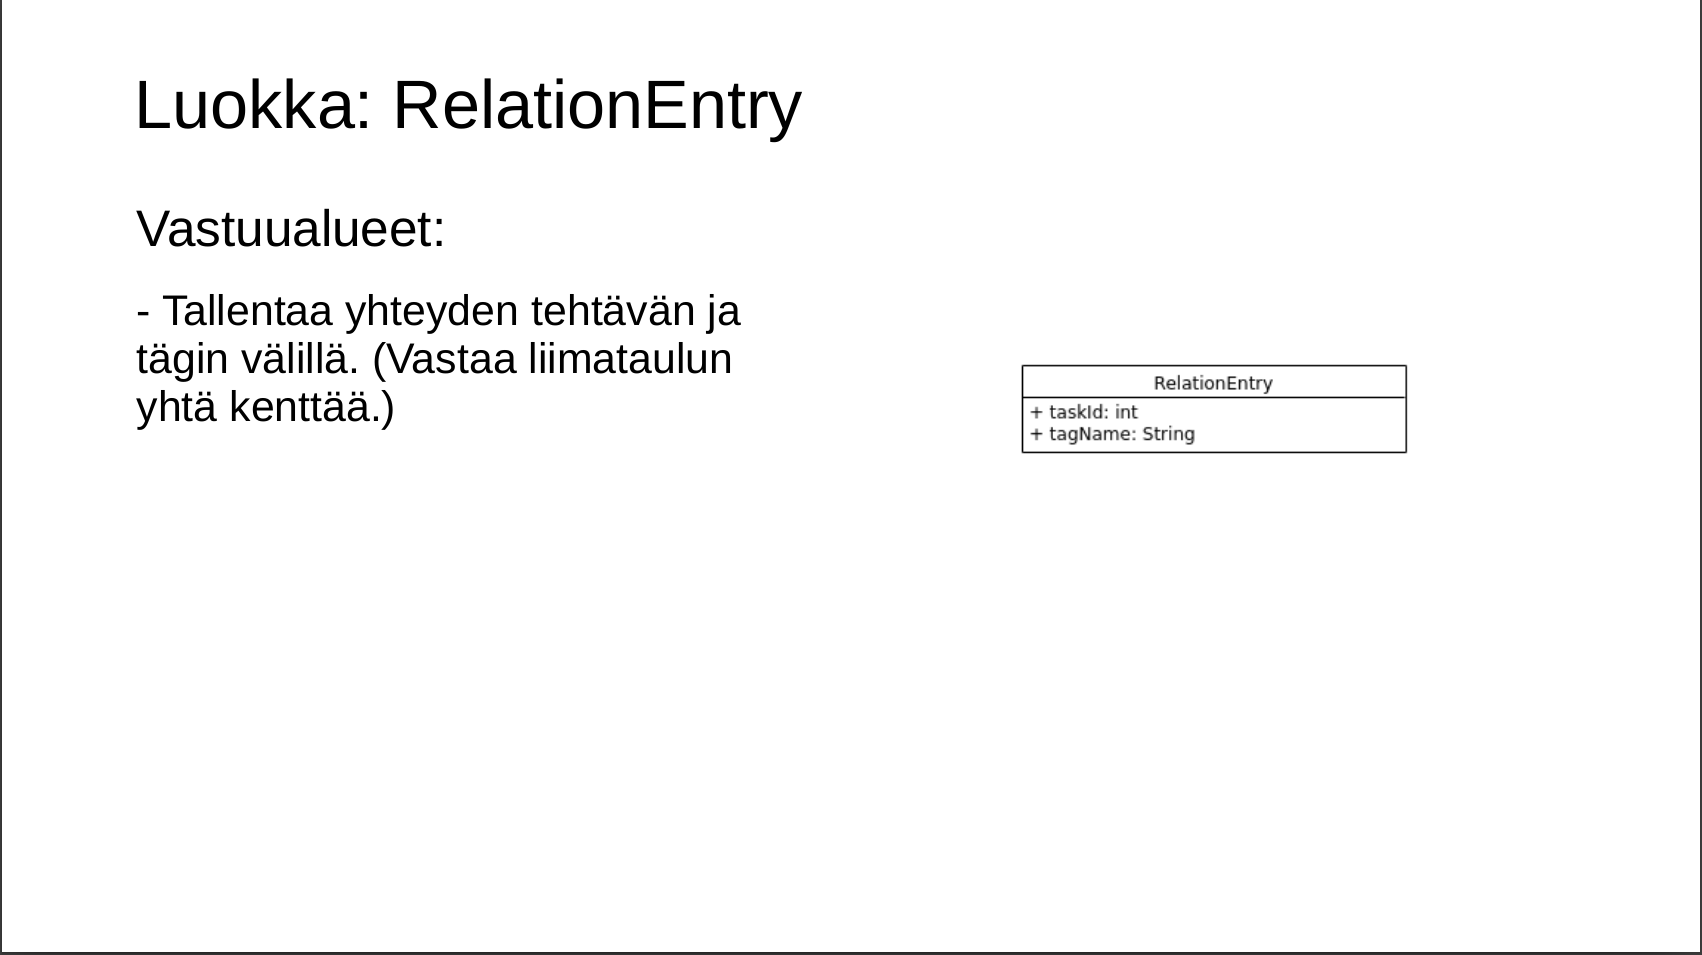 Luokka: RelationEntry
Vastuualueet:
- Tallentaa yhteyden tehtävän ja
tägin välillä. (Vastaa liimataulun
yhtä kenttää.)
RelationEntry
+ taskId: int
+ tagName: String